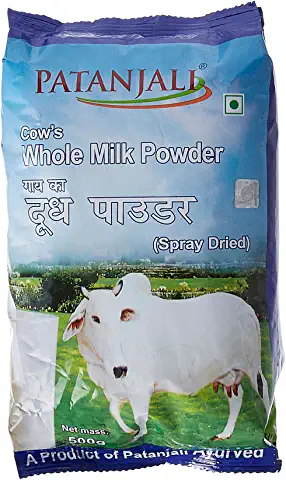 PATANJALI
Cow's
Whole Milk Powder
गाय का
दूध पाउडर
(Spray Dried)
Net mass.
500g
A Product of Patanjali Ayurved